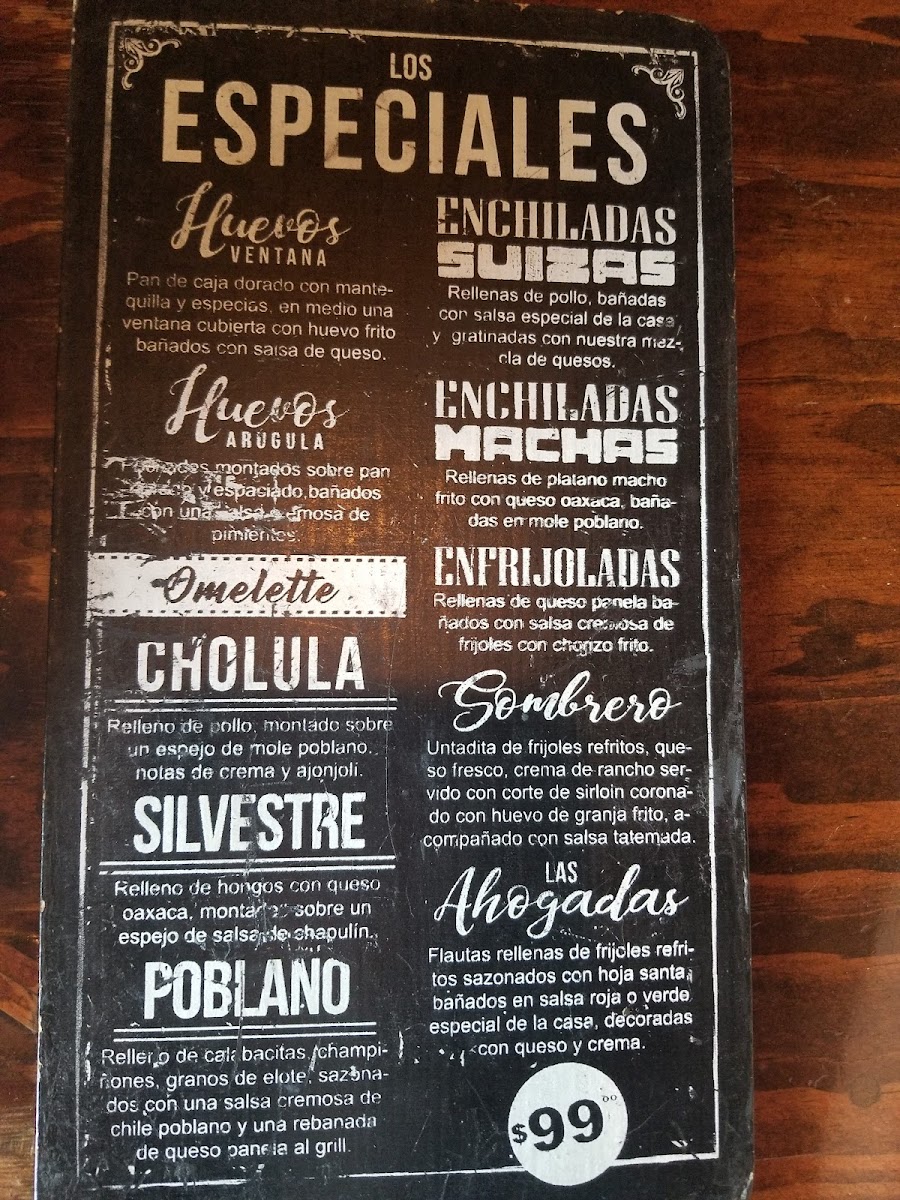 LOS
ESPECIALES
Huevos
VENTANA
Pan de caja dorado con mante-
quilla y especias, en medio una
ventana cubierta con huevo frito
bañados con salsa de queso.
Huevos
ARÚGULA
montados sobre pan
y espaciado,bañados
con una salsa
de
pimientes.
Omelette
CHOLULA
Relleno de pollo, montado sobre
un espejo de mole poblano.
notas de crema y ajonjoli.
SILVESTRE
Relleno de hongos con queso
oaxaca, montado sobre un
espejo de salsa de chapulín.
POBLANO
Relleno de calabacitas, champi-
ñones, granos de elote, sazona-
dos con una salsa cremosa de
chile poblano y una rebanada
de queso panela al grill.
ENCHILADAS
SUIZAS
Rellenas de pollo, bañadas
con salsa especial de la casa
y gratinadas con nuestra mez-
cla de quesos.
ENCHILADAS
MACHAS
Rellenas de platano macho
frito con queso oaxaca, baña-
das en mole poblano.
ENFRIJOLADAS
Rellenas de queso panela ba-
ñados con salsa cremosa de
frijoles con chorizo frito.
Sombrero
Untadita de frijoles refritos, que-
so fresco, crema de rancho ser-
vido con corte de sirloin corona-
do con huevo de granja frito, a-
compañado con salsa tatemada.
LAS
Ahogadas
Flautas rellenas de frijoles refri-
tos sazonados con hoja santa,
bañados en salsa roja o verde
especial de la casa, decoradas
con queso y crema.
$99.00